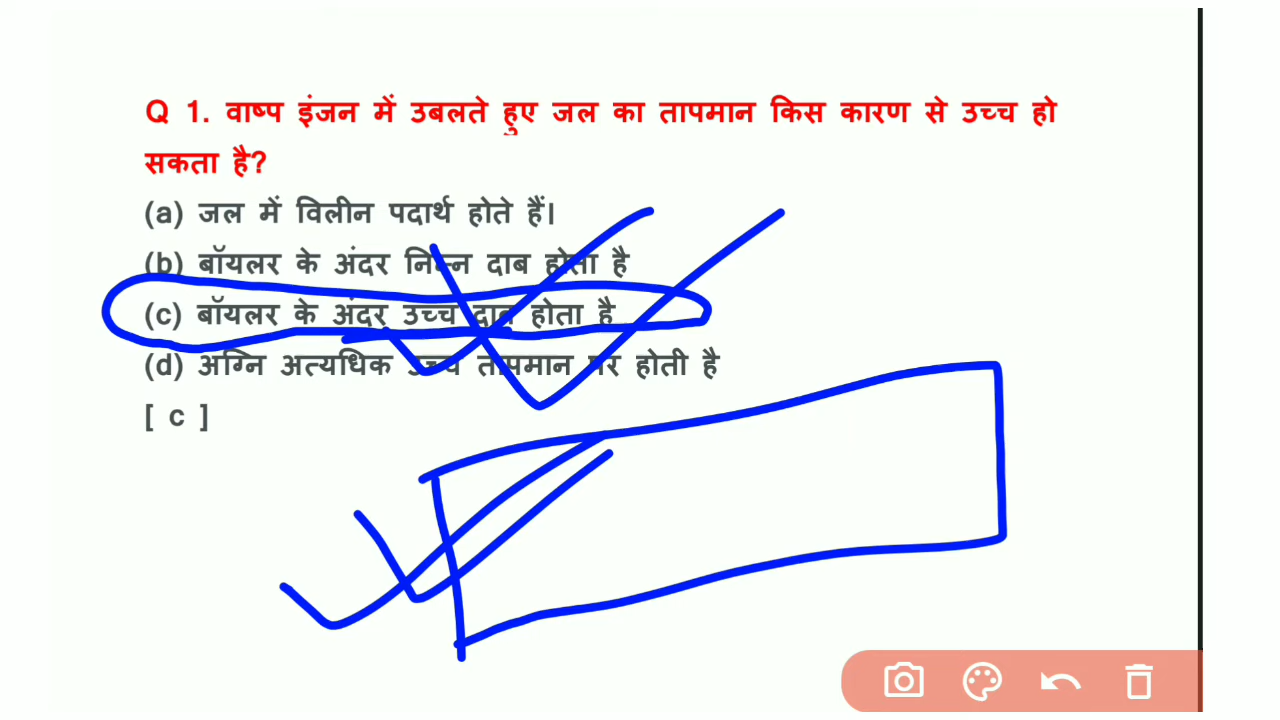 Q 1. वाष्प इंजन में उबलते हुए जल का तापमान किस कारण से उच्च हो
सकता है?
(a) जल में विलीन पदार्थ होते हैं।
(b) बॉयलर के अंदर निम्न दाब होता है
(c) बॉयलर के अंदर उच्च दाब होता है
(d) अग्नि अत्यधिक उच्च तापमान पर होती है
[ c ]